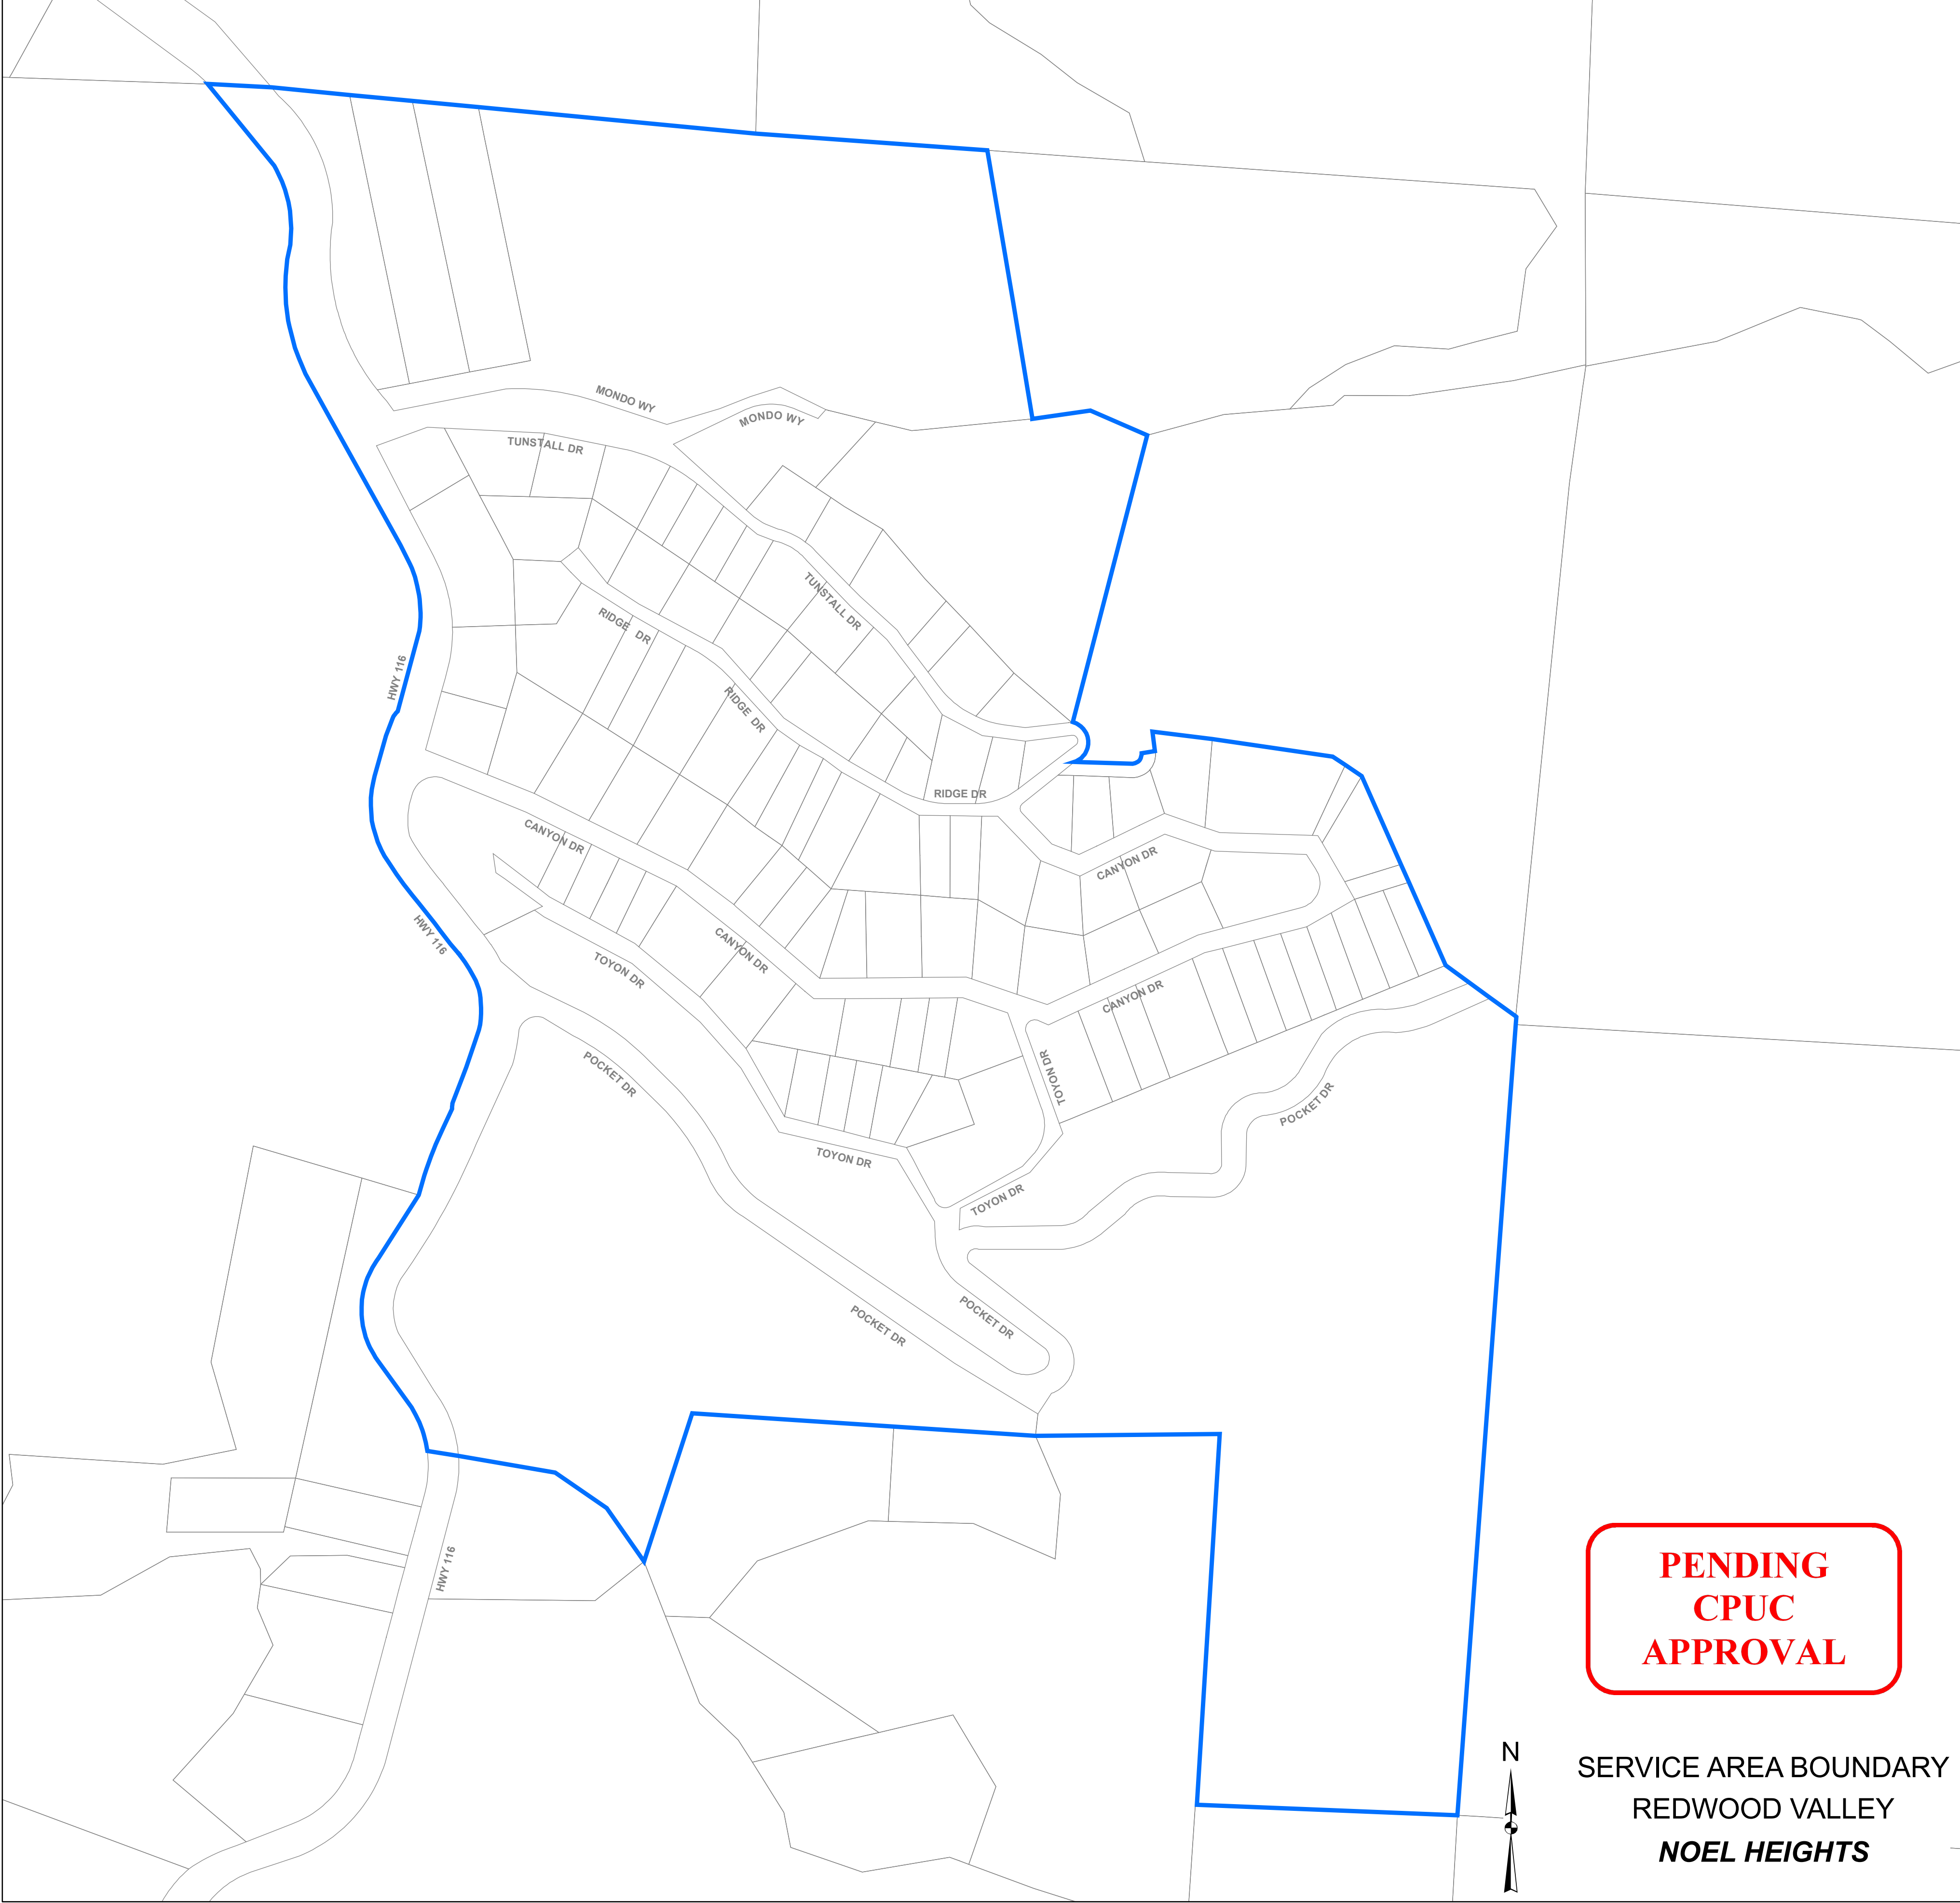 MONDO WY
MONDO WY
TUNSTALL DR
TUNSTALL DR
RIDGE DR
HWY 116
RIDGE DR
RIDGE DR
CANYON DR
CANYON DR
HWY 116
CANYON DR
TOYON DR
CANYON DR
POCKET DR
TOYON DR
POCKET DR
TOYON DR
TOYON DR
POCKET DR
POCKET DR
HWY 116
PENDING
CPUC
APPROVAL
N
SERVICE AREA BOUNDARY
REDWOOD VALLEY
NOEL HEIGHTS